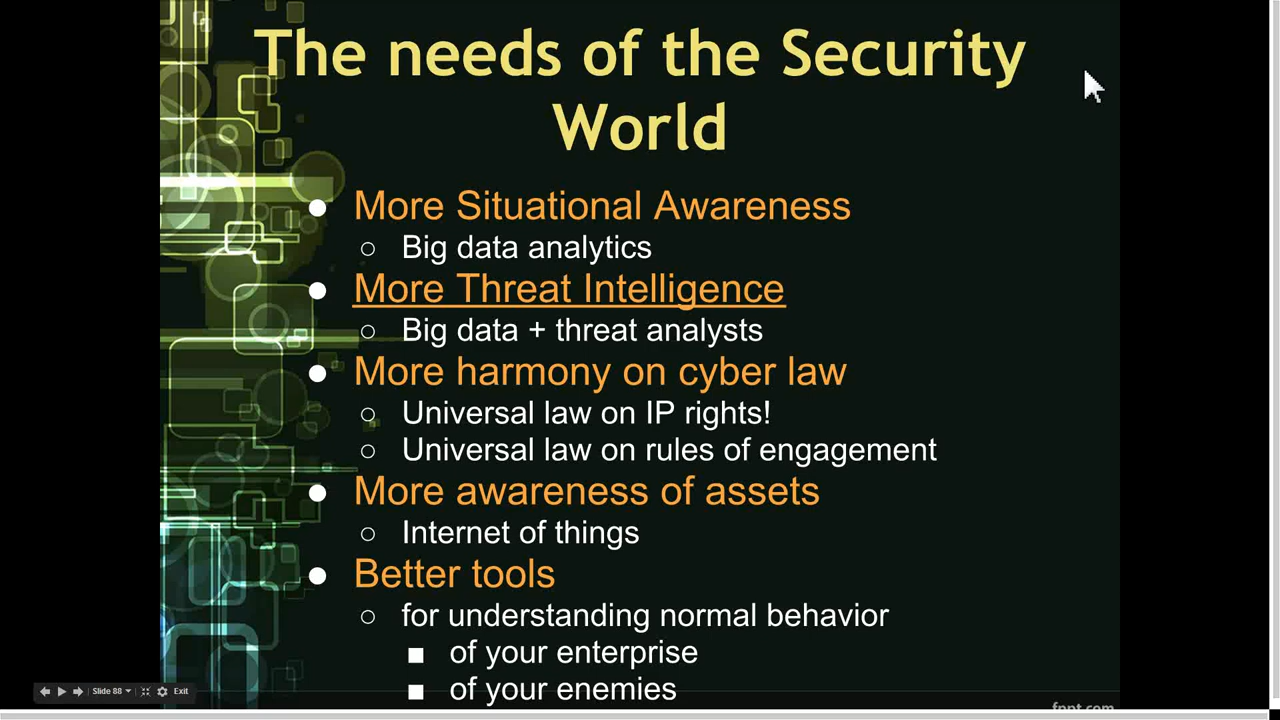 The needs of the Security
World
● More Situational Awareness
○ Big data analytics
● More Threat Intelligence
○ Big data + threat analysts
● More harmony on cyber law
○ Universal law on IP rights!
○ Universal law on rules of engagement
● More awareness of assets
○ Internet of things
● Better tools
○ for understanding normal behavior
■ of your enterprise
■ of your enemies
Slide 88 Exit
fppt.com